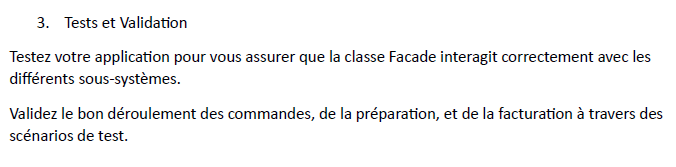 3. Tests et Validation
Testez votre application pour vous assurer que la classe Facade interagit correctement avec les
différents sous-systèmes.
Validez le bon déroulement des commandes, de la préparation, et de la facturation à travers des
scénarios de test.